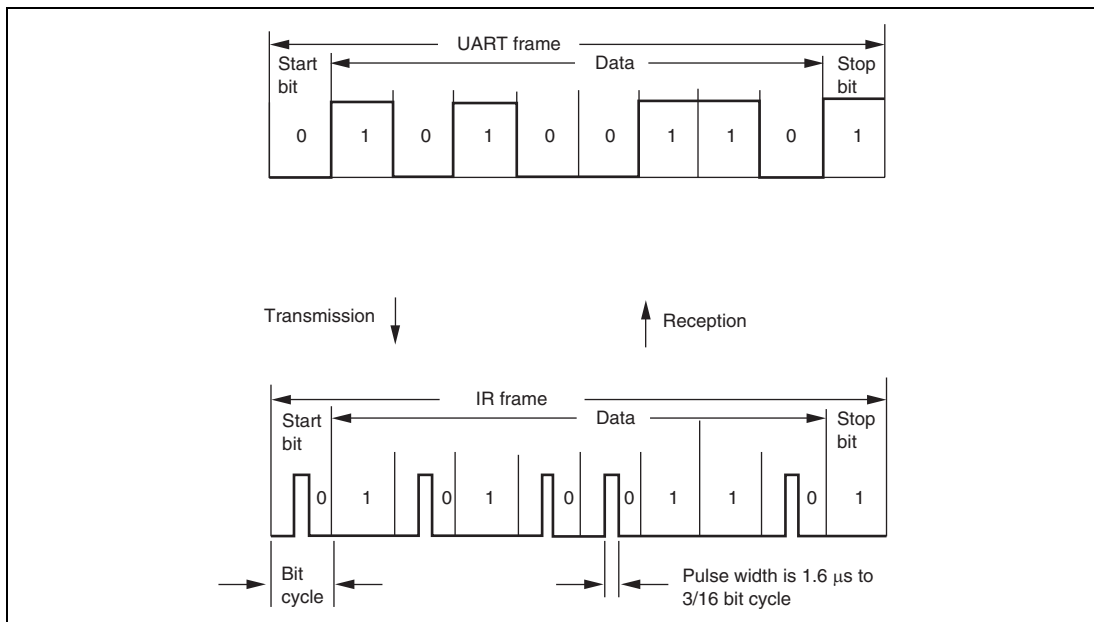 UART frame
Start bit
Data
Stop bit
0 1 0 1 0 0 1 1 0 1
Transmission
Reception
IR frame
Start bit
Data
Stop bit
0 1 0 1 0 0 1 1 0 1
Bit cycle
Pulse width is 1.6 μs to
3/16 bit cycle